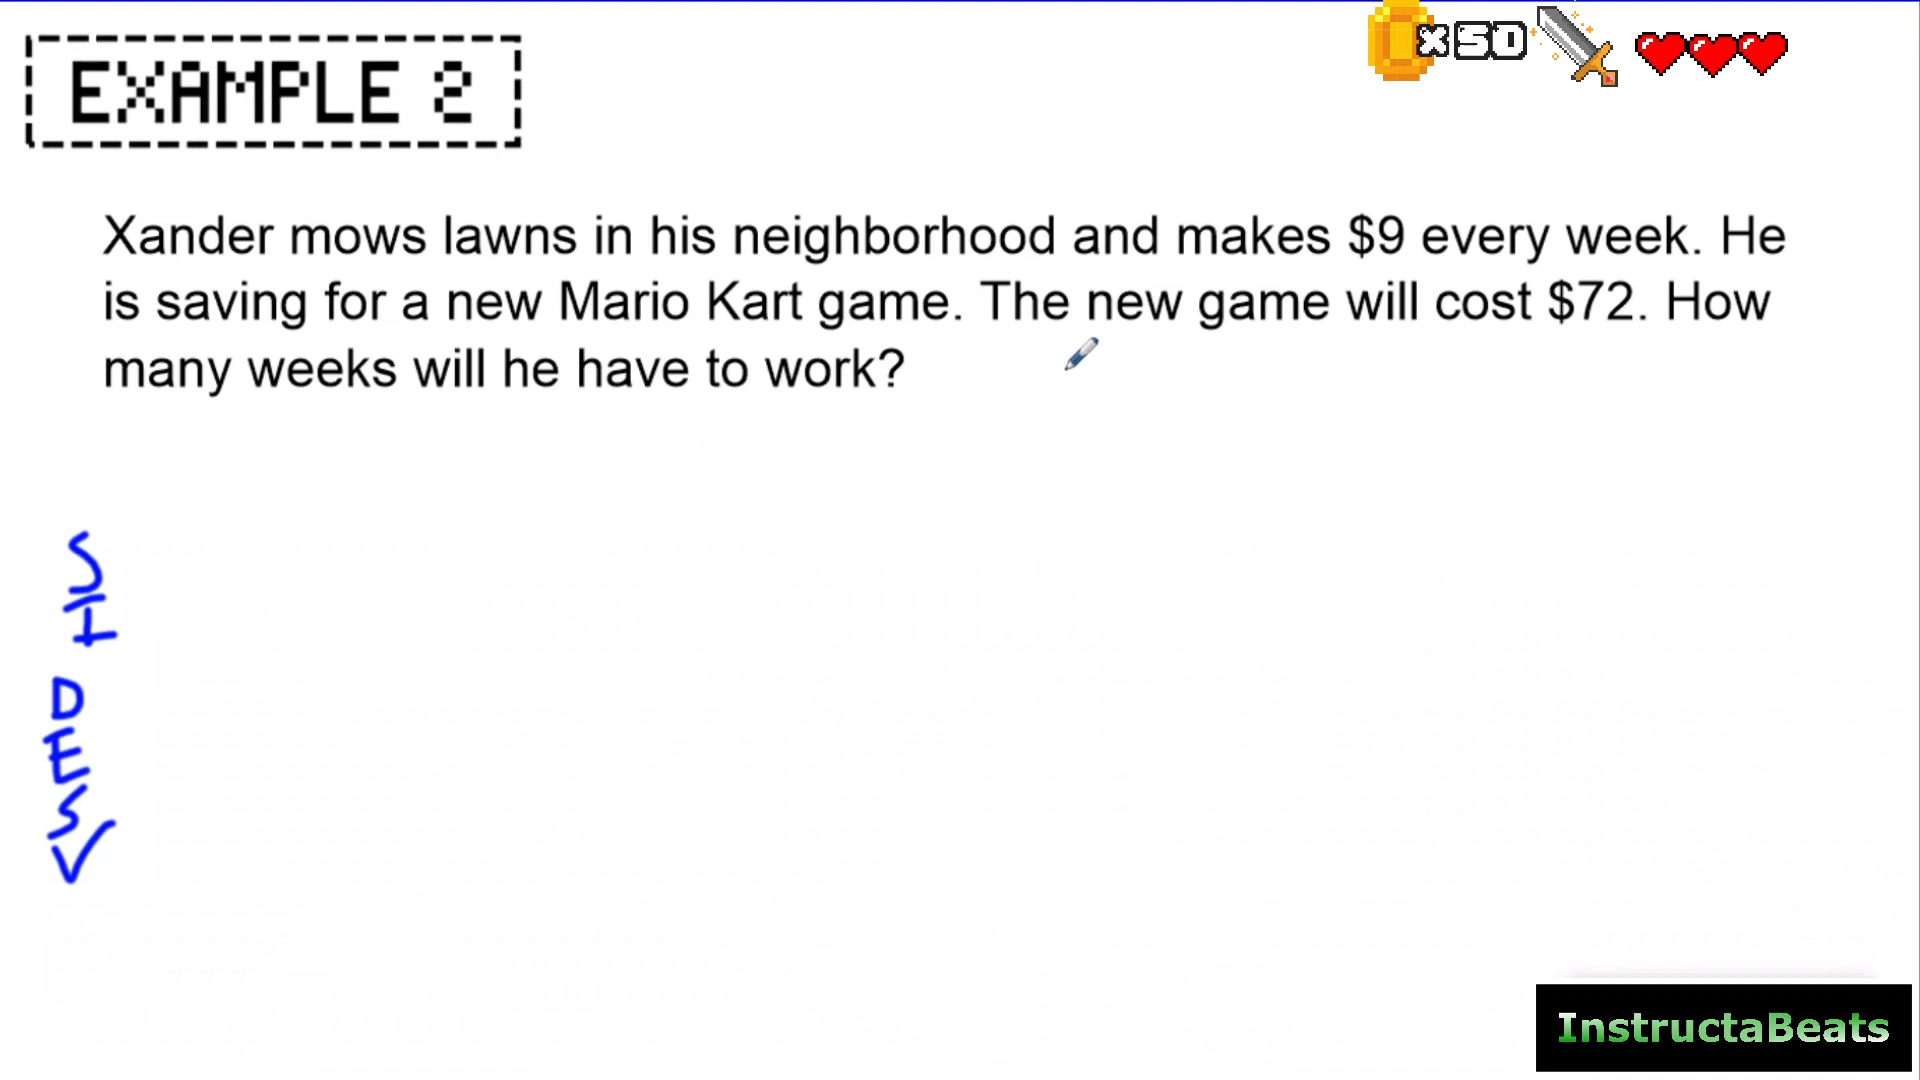 x50
EXAMPLE 2
Xander mows lawns in his neighborhood and makes $9 every week. He
is saving for a new Mario Kart game. The new game will cost $72. How
many weeks will he have to work?
S
I
D
E
S
✓
InstructaBeats